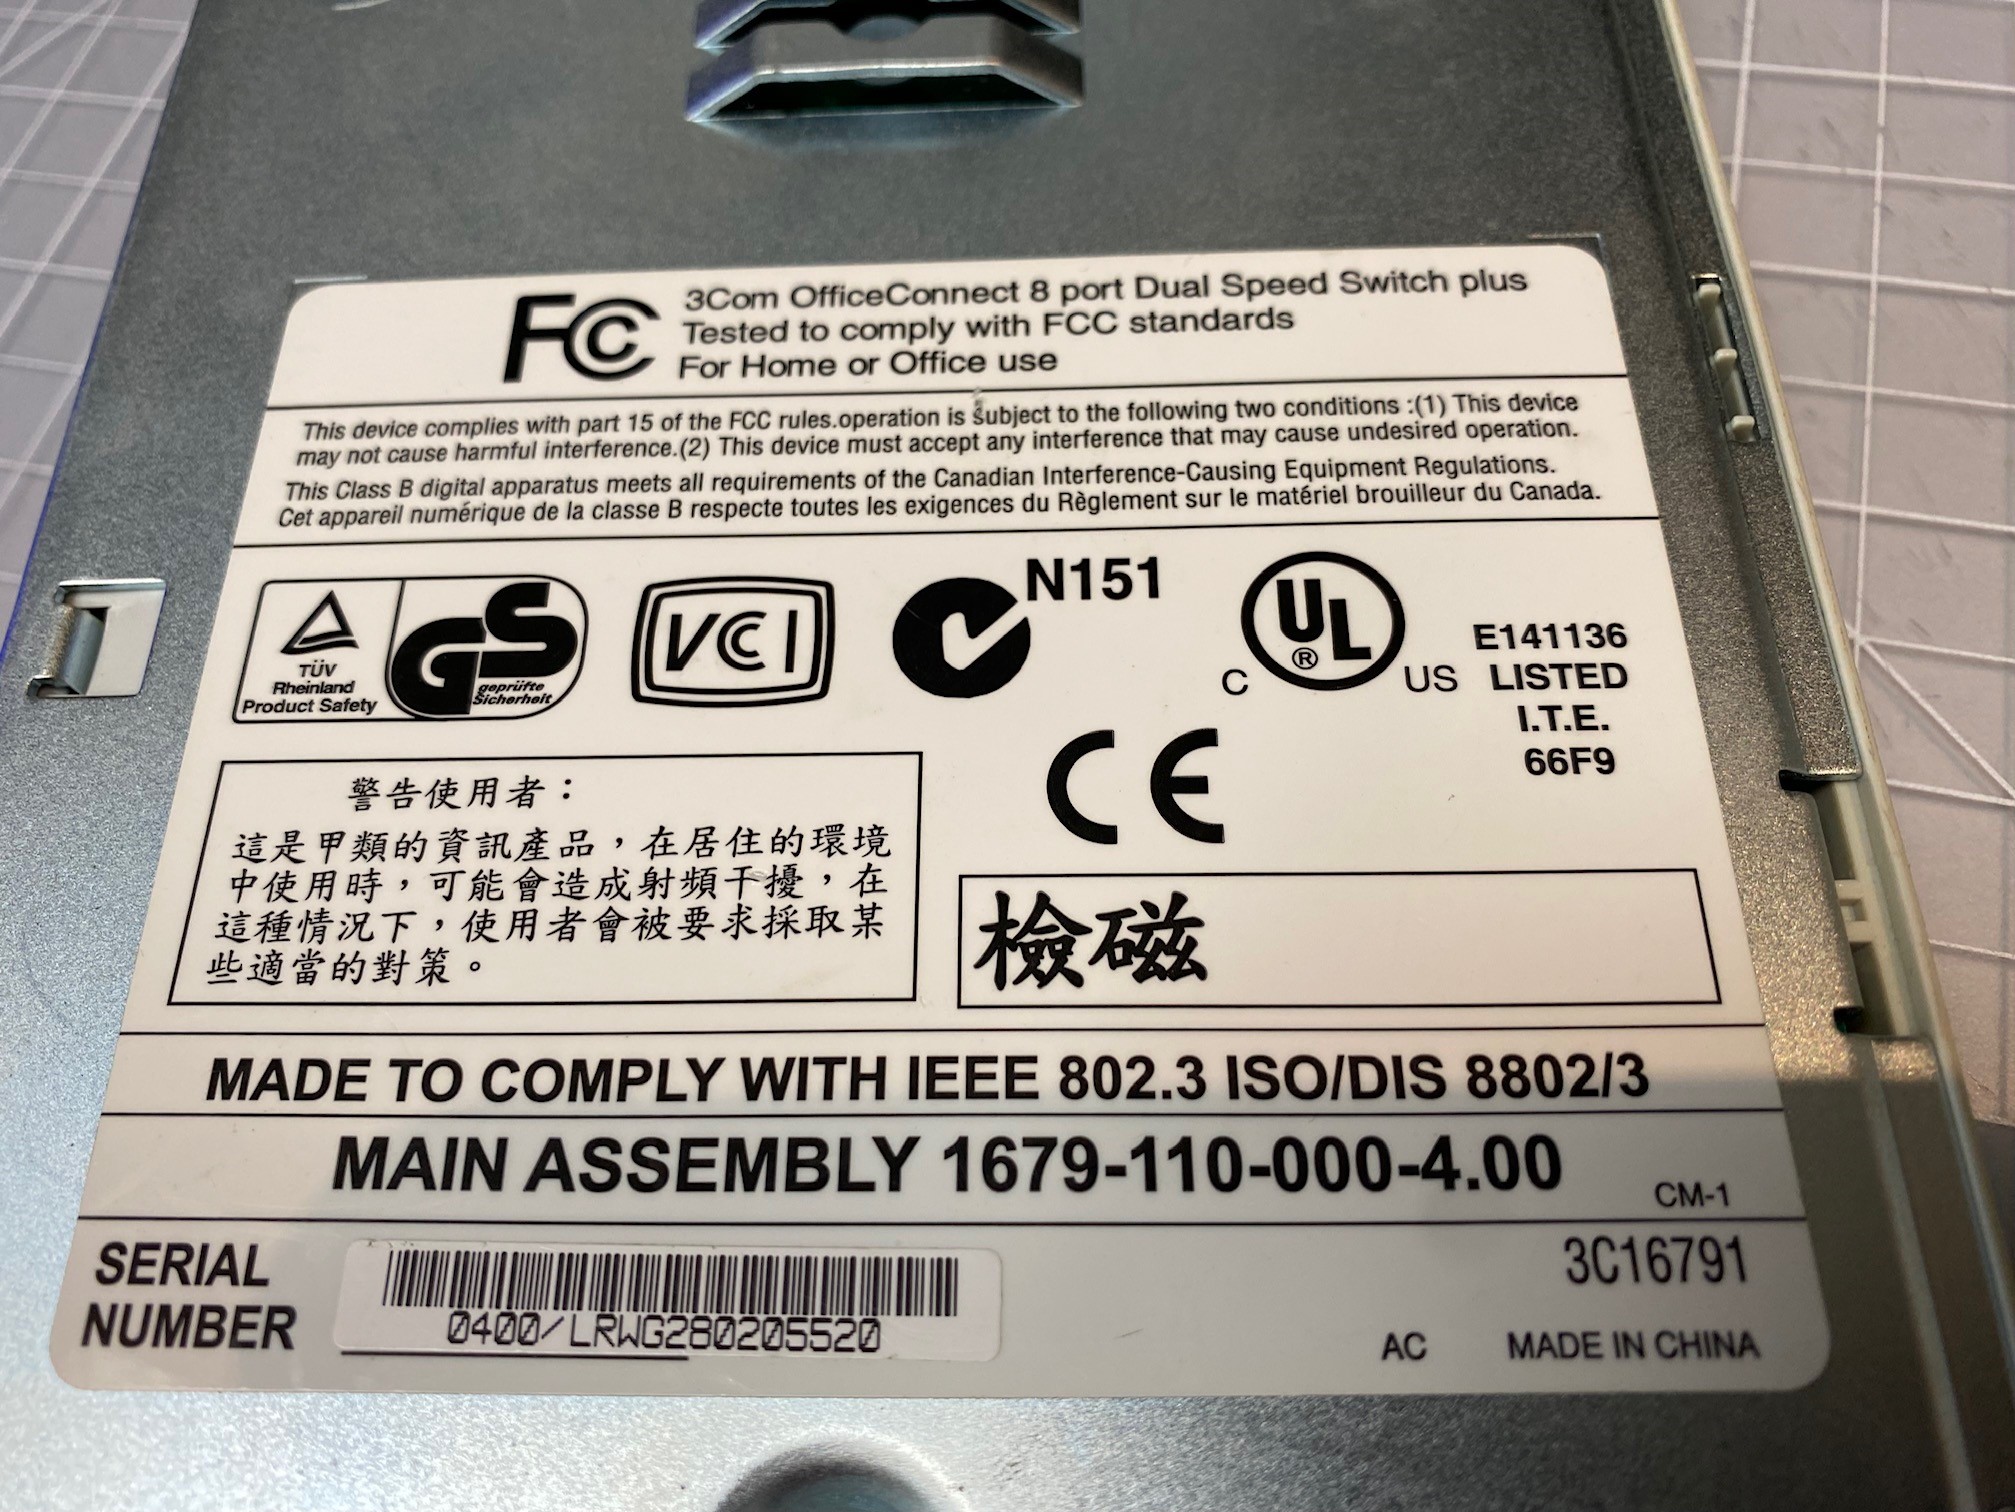 FC 3Com OfficeConnect 8 port Dual Speed Switch plus
Tested to comply with FCC standards
For Home or Office use
This device complies with part 15 of the FCC rules.operation is subject to the following two conditions :(1) This device
may not cause harmful interference.(2) This device must accept any interference that may cause undesired operation.
This Class B digital apparatus meets all requirements of the Canadian Interference-Causing Equipment Regulations.
Cet appareil numérique de la classe B respecte toutes les exigences du Règlement sur le matériel brouilleur du Canada.
TÜV
Rheinland
Product Safety
GS
geprüfte
Sicherheit
VCI
N151
C UL ® US
E141136
LISTED
I.T.E.
66F9
CE
警告使用者：
這是甲類的資訊產品，在居住的環境
中使用時，可能會造成射頻干擾，在
這種情況下，使用者會被要求採取某
些適當的對策。
檢磁
MADE TO COMPLY WITH IEEE 802.3 ISO/DIS 8802/3
MAIN ASSEMBLY 1679-110-000-4.00
CM-1
SERIAL
NUMBER
0400/LRWG280205520
3C16791
AC MADE IN CHINA